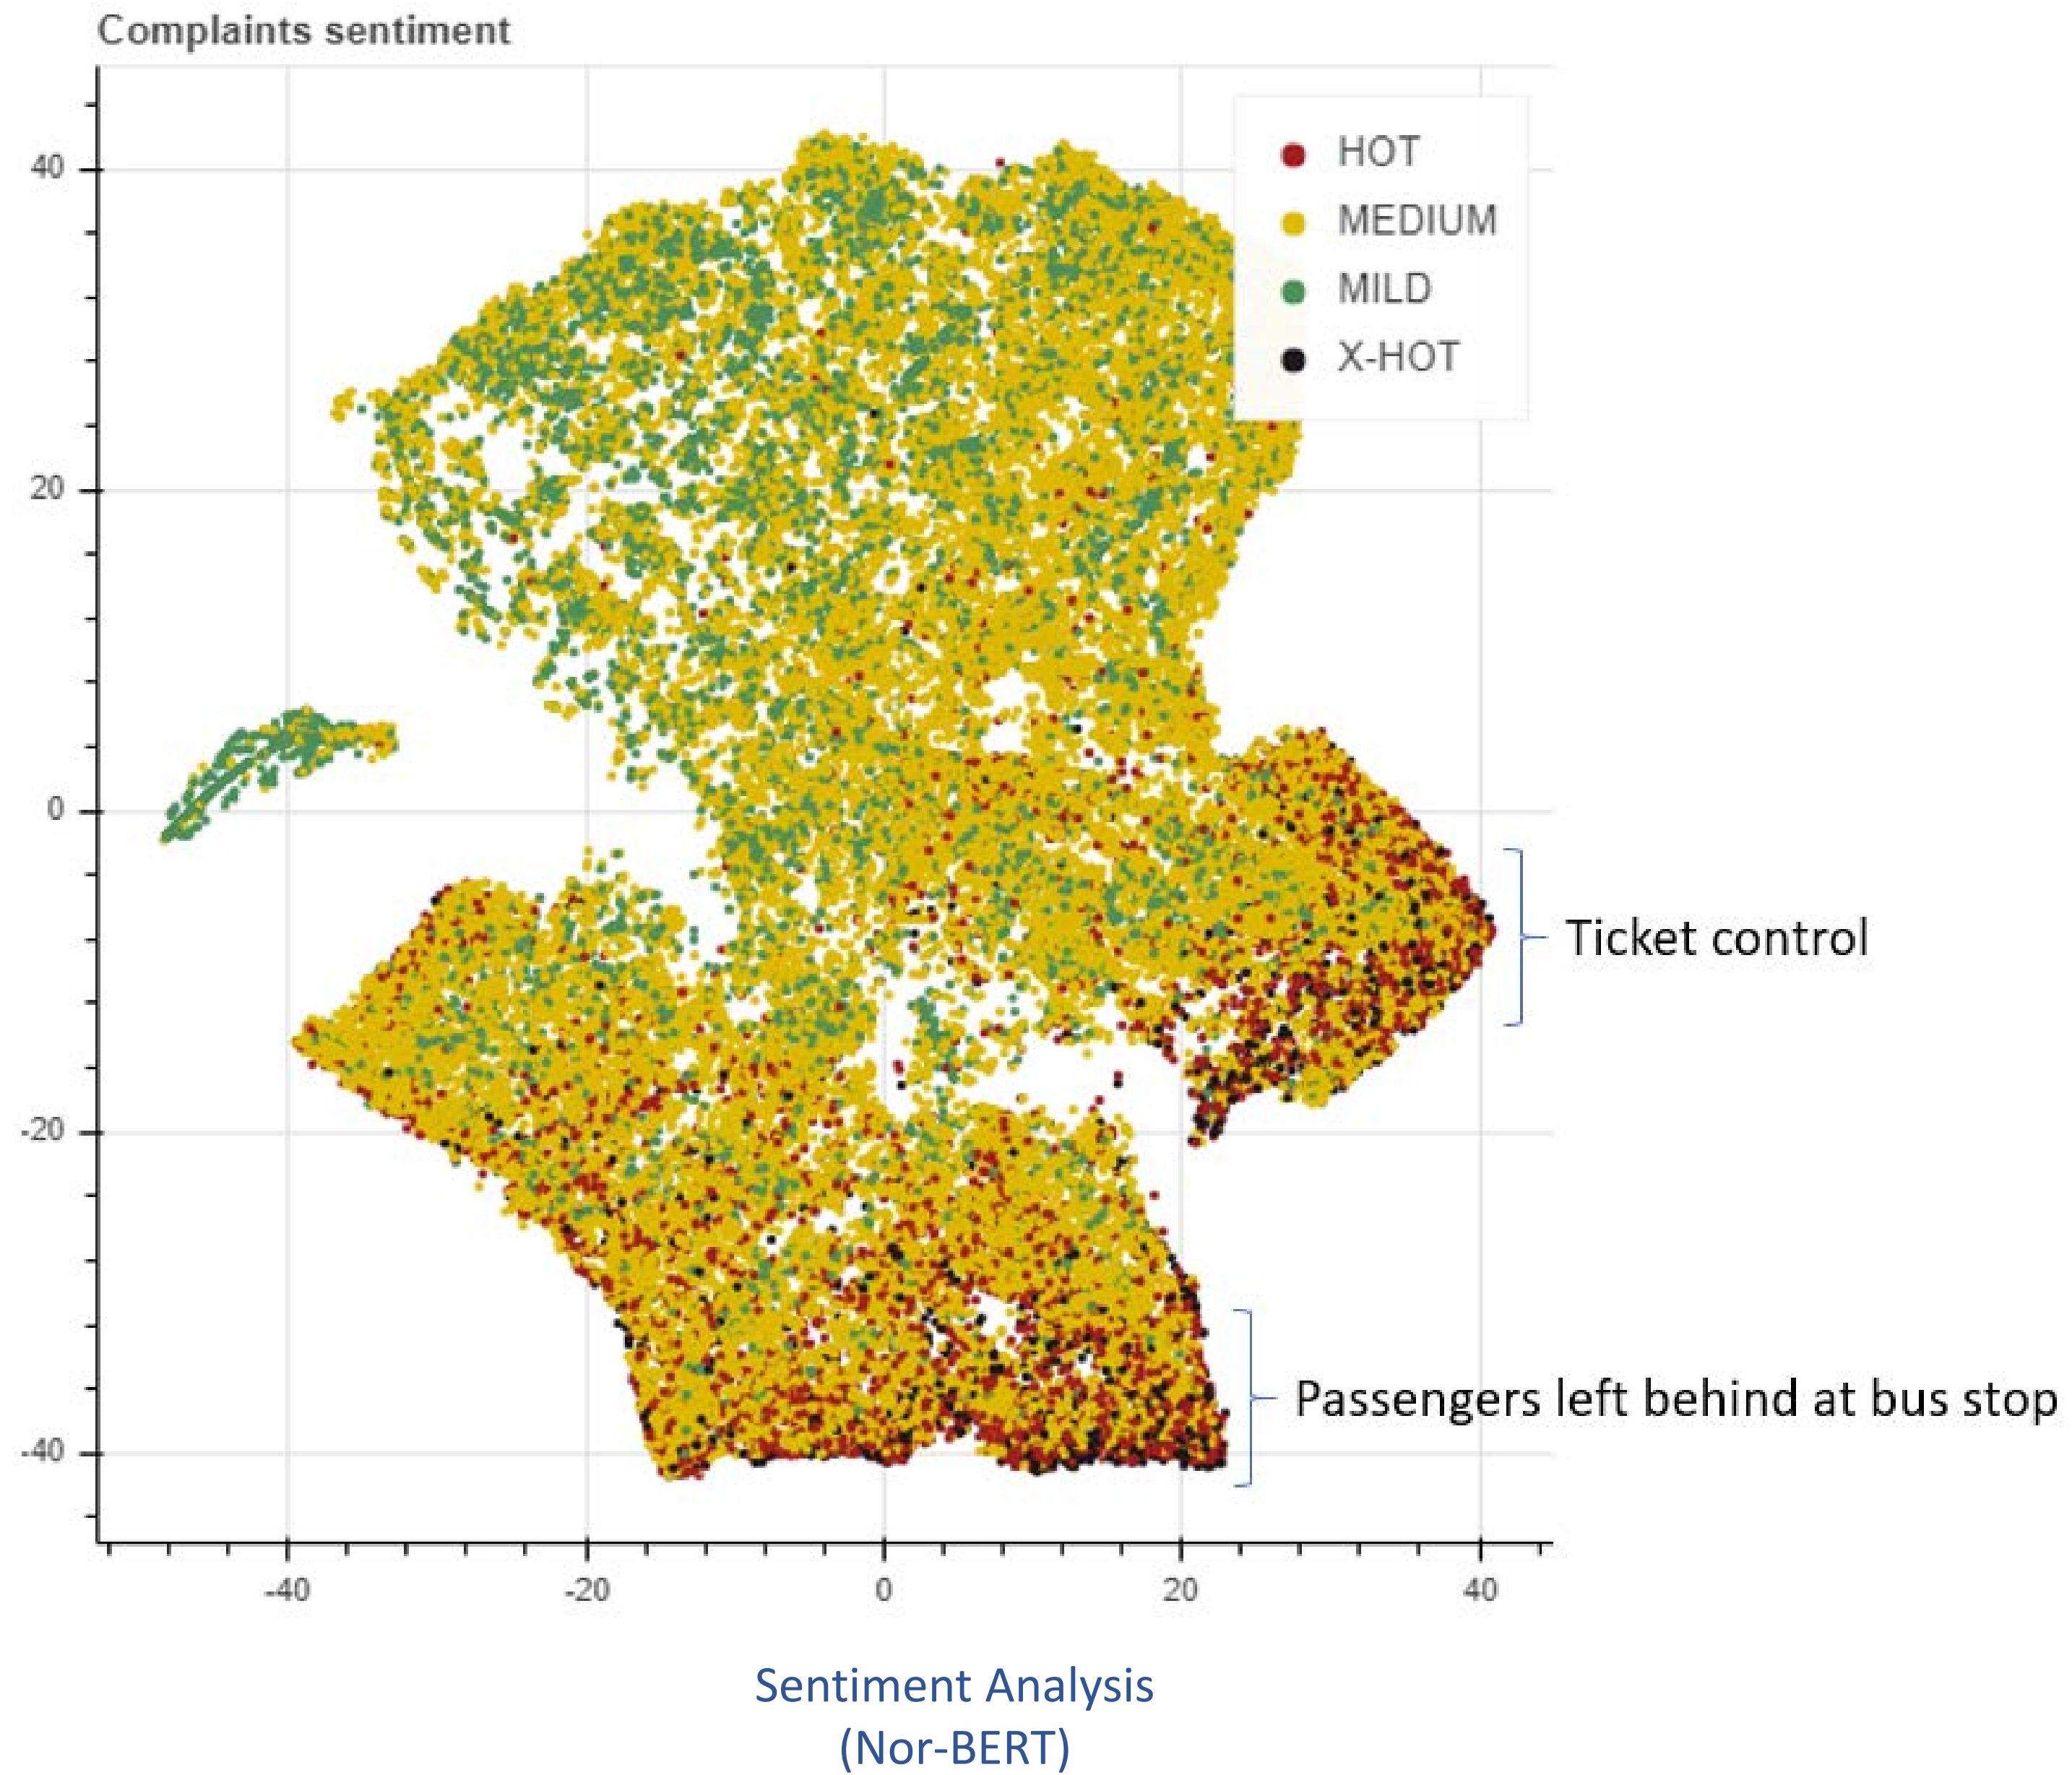 Complaints sentiment
HOT
MEDIUM
MILD
X-HOT
40
20
0
-20
-40
Ticket control
Passengers left behind at bus stop
-40
-20
0
20
40
Sentiment Analysis
(Nor-BERT)